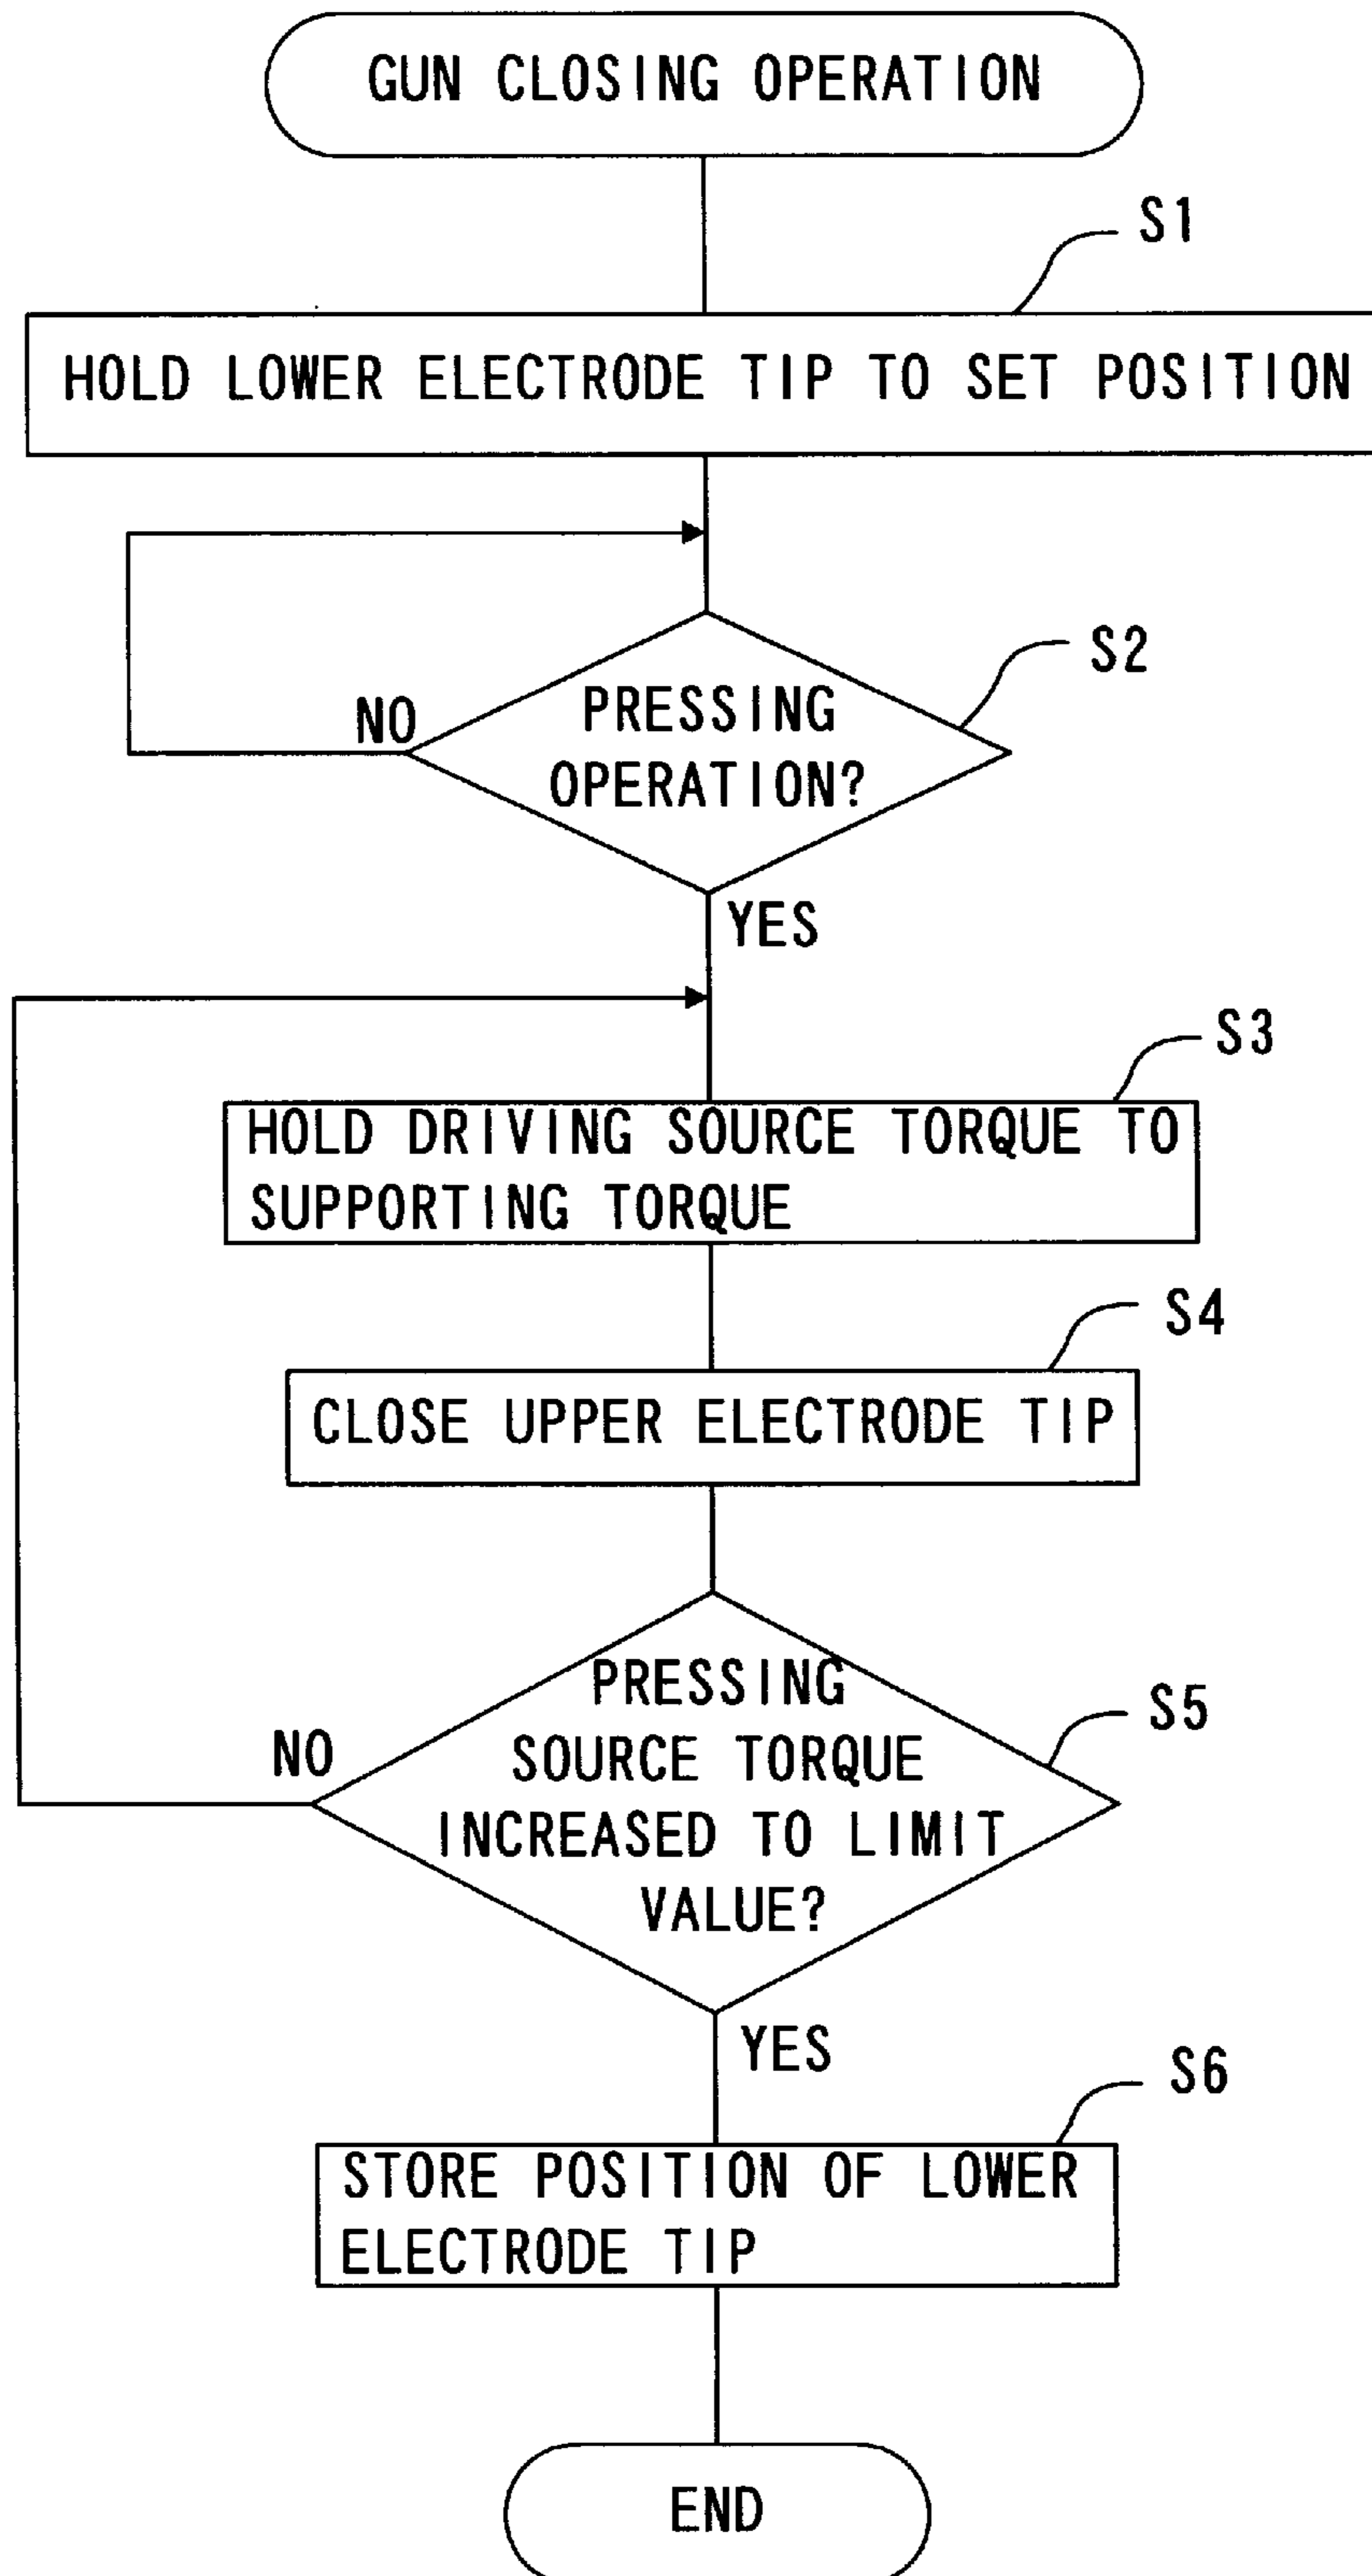 GUN CLOSING OPERATION
S1
HOLD LOWER ELECTRODE TIP TO SET POSITION
S2
NO
PRESSING
OPERATION?
YES
S3
HOLD DRIVING SOURCE TORQUE TO
SUPPORTING TORQUE
S4
CLOSE UPPER ELECTRODE TIP
S5
NO
PRESSING
SOURCE TORQUE
INCREASED TO LIMIT
VALUE?
YES
S6
STORE POSITION OF LOWER
ELECTRODE TIP
END